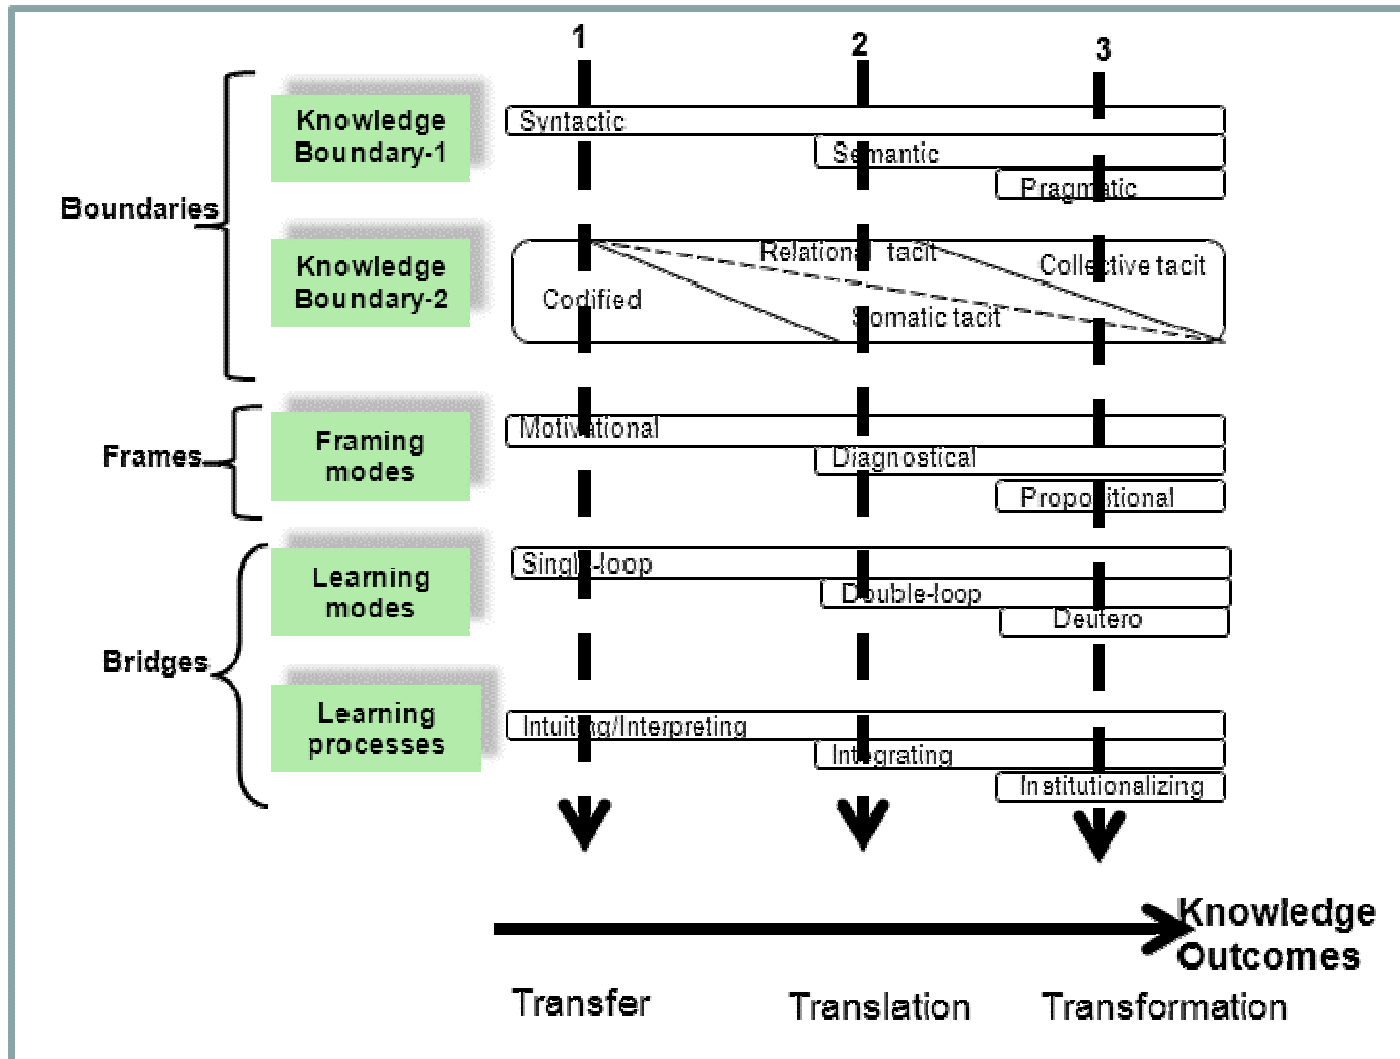 1
2
3
Boundaries
Knowledge
Boundary-1
Syntactic
Semantic
Pragmatic
Knowledge
Boundary-2
Codified
Relational tacit
Somatic tacit
Collective tacit
Frames
Framing
modes
Motivational
Diagnostical
Propositional
Bridges
Learning
modes
Single-loop
Double-loop
Deutero
Learning
processes
Intuiting/Interpreting
Integrating
Institutionalizing
Knowledge
Outcomes
Transfer
Translation
Transformation